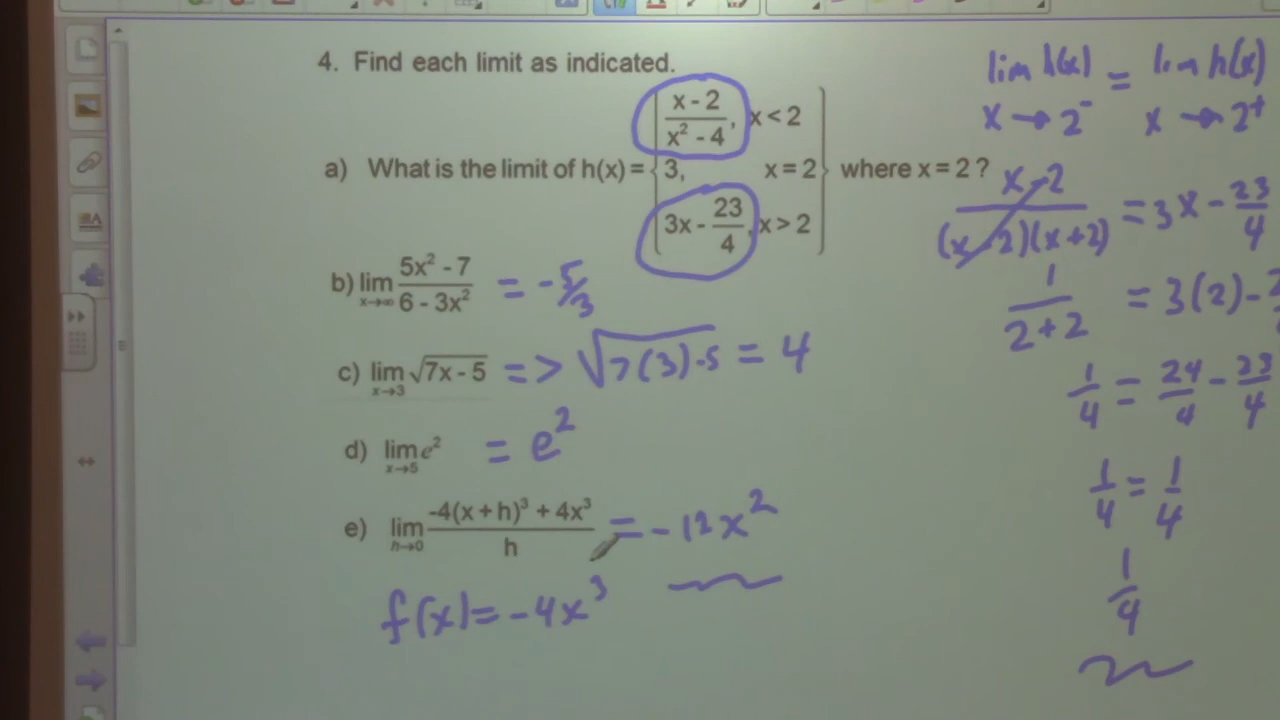 4. Find each limit as indicated.
a) What is the limit of h(x) = { x - 2 / x² - 4, x < 2
3, x = 2 } where x = 2 ?
3x - 23/4, x > 2
b) lim x→∞ 5x² - 7 / 6 - 3x² = -5/3
c) lim x→3 √7x - 5 => √7(3)-5 = 4
d) lim x→5 e² = e²
e) lim h→0 -4(x + h)³ + 4x³ / h = -12x²
f(x) = -4x³
lim h(x) x→2⁻ = lim h(x) x→2⁺
x-2 / (x-2)(x+2) = 3x - 23/4
1 / 2+2 = 3(2) -
1/4 = 24/4 - 23/4
1/4 = 1/4
1/4